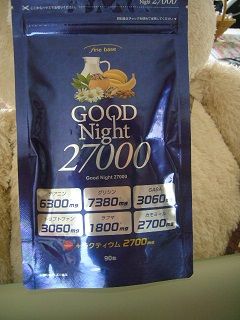 Night 27000
fine base
GOOD
Night
27000
Good Night 27000
テアニン グリシン GABA
6300mg 7380mg 3060mg
トリプトファン ラフマ カモミール
3060mg 1800mg 2700mg
ラクティウム 2700mg
90粒